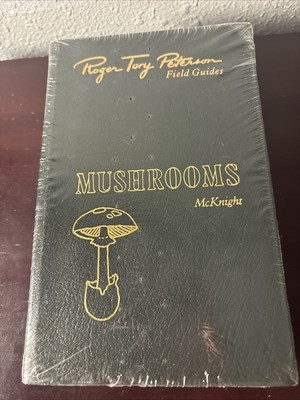 Roger Tory Peterson
Field Guides
MUSHROOMS
McKnight